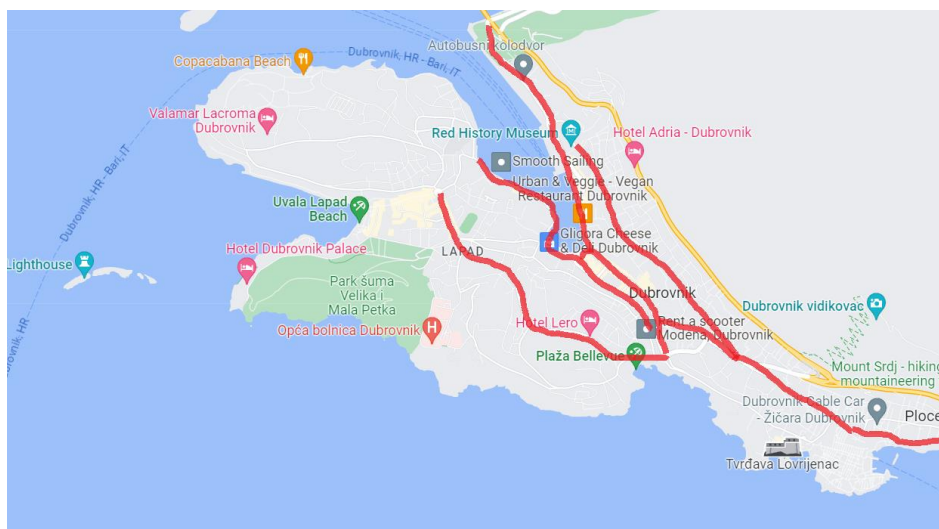 Autobusni kolodvor
Dubrovnik, HR - Bari, IT
Copacabana Beach
Valamar Lacroma
Dubrovnik
Red History Museum
Hotel Adria - Dubrovnik
Smooth Sailing
Urban & Veggie - Vegan
Restaurant Dubrovnik
Dubrovnik, HR - Bari, IT
Uvala Lapad
Beach
Gligora Cheese
& Deli Dubrovnik
Hotel Dubrovnik Palace
LAPAD
Lighthouse
Park šuma
Velika i
Mala Petka
Dubrovnik
Dubrovnik vidikovac
Opća bolnica Dubrovnik
Hotel Lero
Rent a scooter
Modena, Dubrovnik
Plaža Bellevue
Mount Srdj - hiking
mountaineering
Dubrovnik, HR
Dubrovnik Cable Car
- Žičara Dubrovnik
Ploce
Tvrđava Lovrijenac